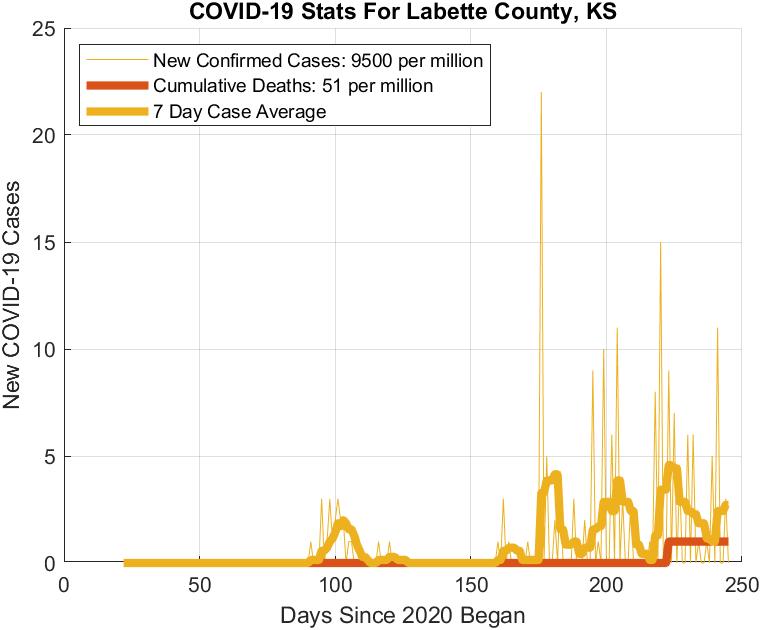 COVID-19 Stats For Labette County, KS
New Confirmed Cases: 9500 per million
Cumulative Deaths: 51 per million
7 Day Case Average
New COVID-19 Cases
25
20
15
10
5
0
0 50 100 150 200 250
Days Since 2020 Began